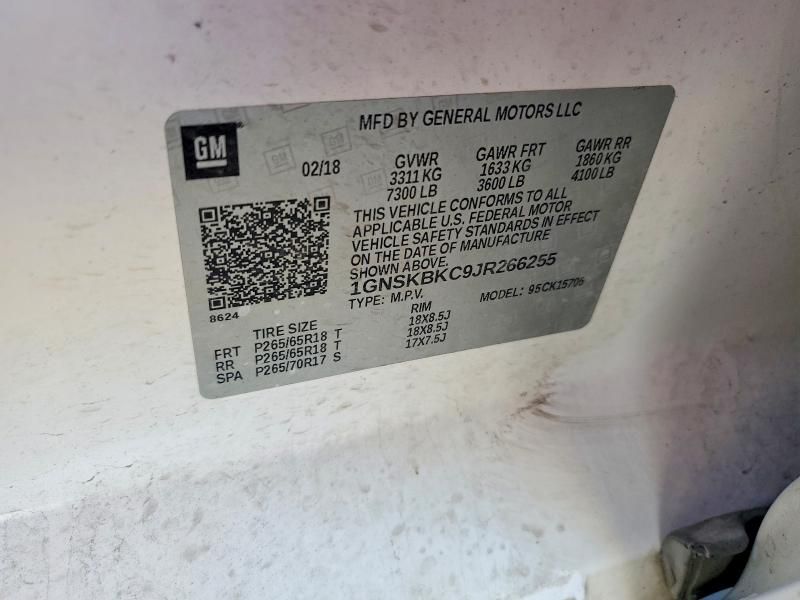 GM
MFD BY GENERAL MOTORS LLC
02/18 GVWR GAWR FRT GAWR RR
3311 KG 1633 KG 1860 KG
7300 LB 3600 LB 4100 LB
THIS VEHICLE CONFORMS TO ALL
APPLICABLE U.S. FEDERAL MOTOR
VEHICLE SAFETY STANDARDS IN EFFECT
ON THE DATE OF MANUFACTURE
SHOWN ABOVE.
1GNSKBKC9JR266255
TYPE: M.P.V. MODEL: 95CK15706
8624
TIRE SIZE RIM
FRT P265/65R18 T 18X8.5J
RR P265/65R18 T 18X8.5J
SPA P265/70R17 S 17X7.5J